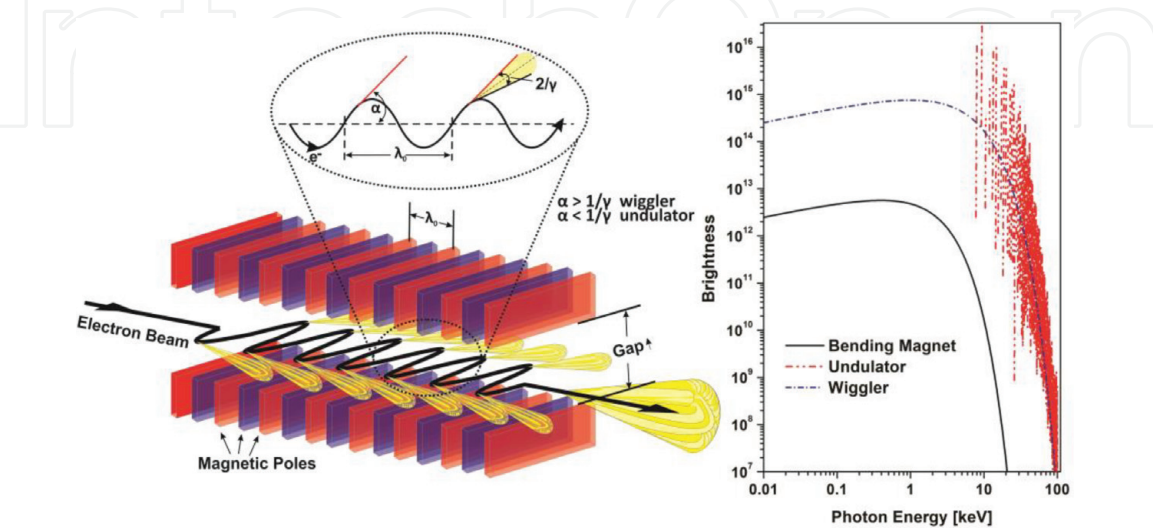 2/γ
α
e⁻
λ₀
α > 1/γ wiggler
α < 1/γ undulator
λ₀
Electron Beam
Gap
Magnetic Poles
Brightness
10¹⁶
10¹⁵
10¹⁴
10¹³
10¹²
10¹¹
10¹⁰
10⁹
10⁸
10⁷
Bending Magnet
Undulator
Wiggler
0.01 0.1 1 10 100
Photon Energy [keV]